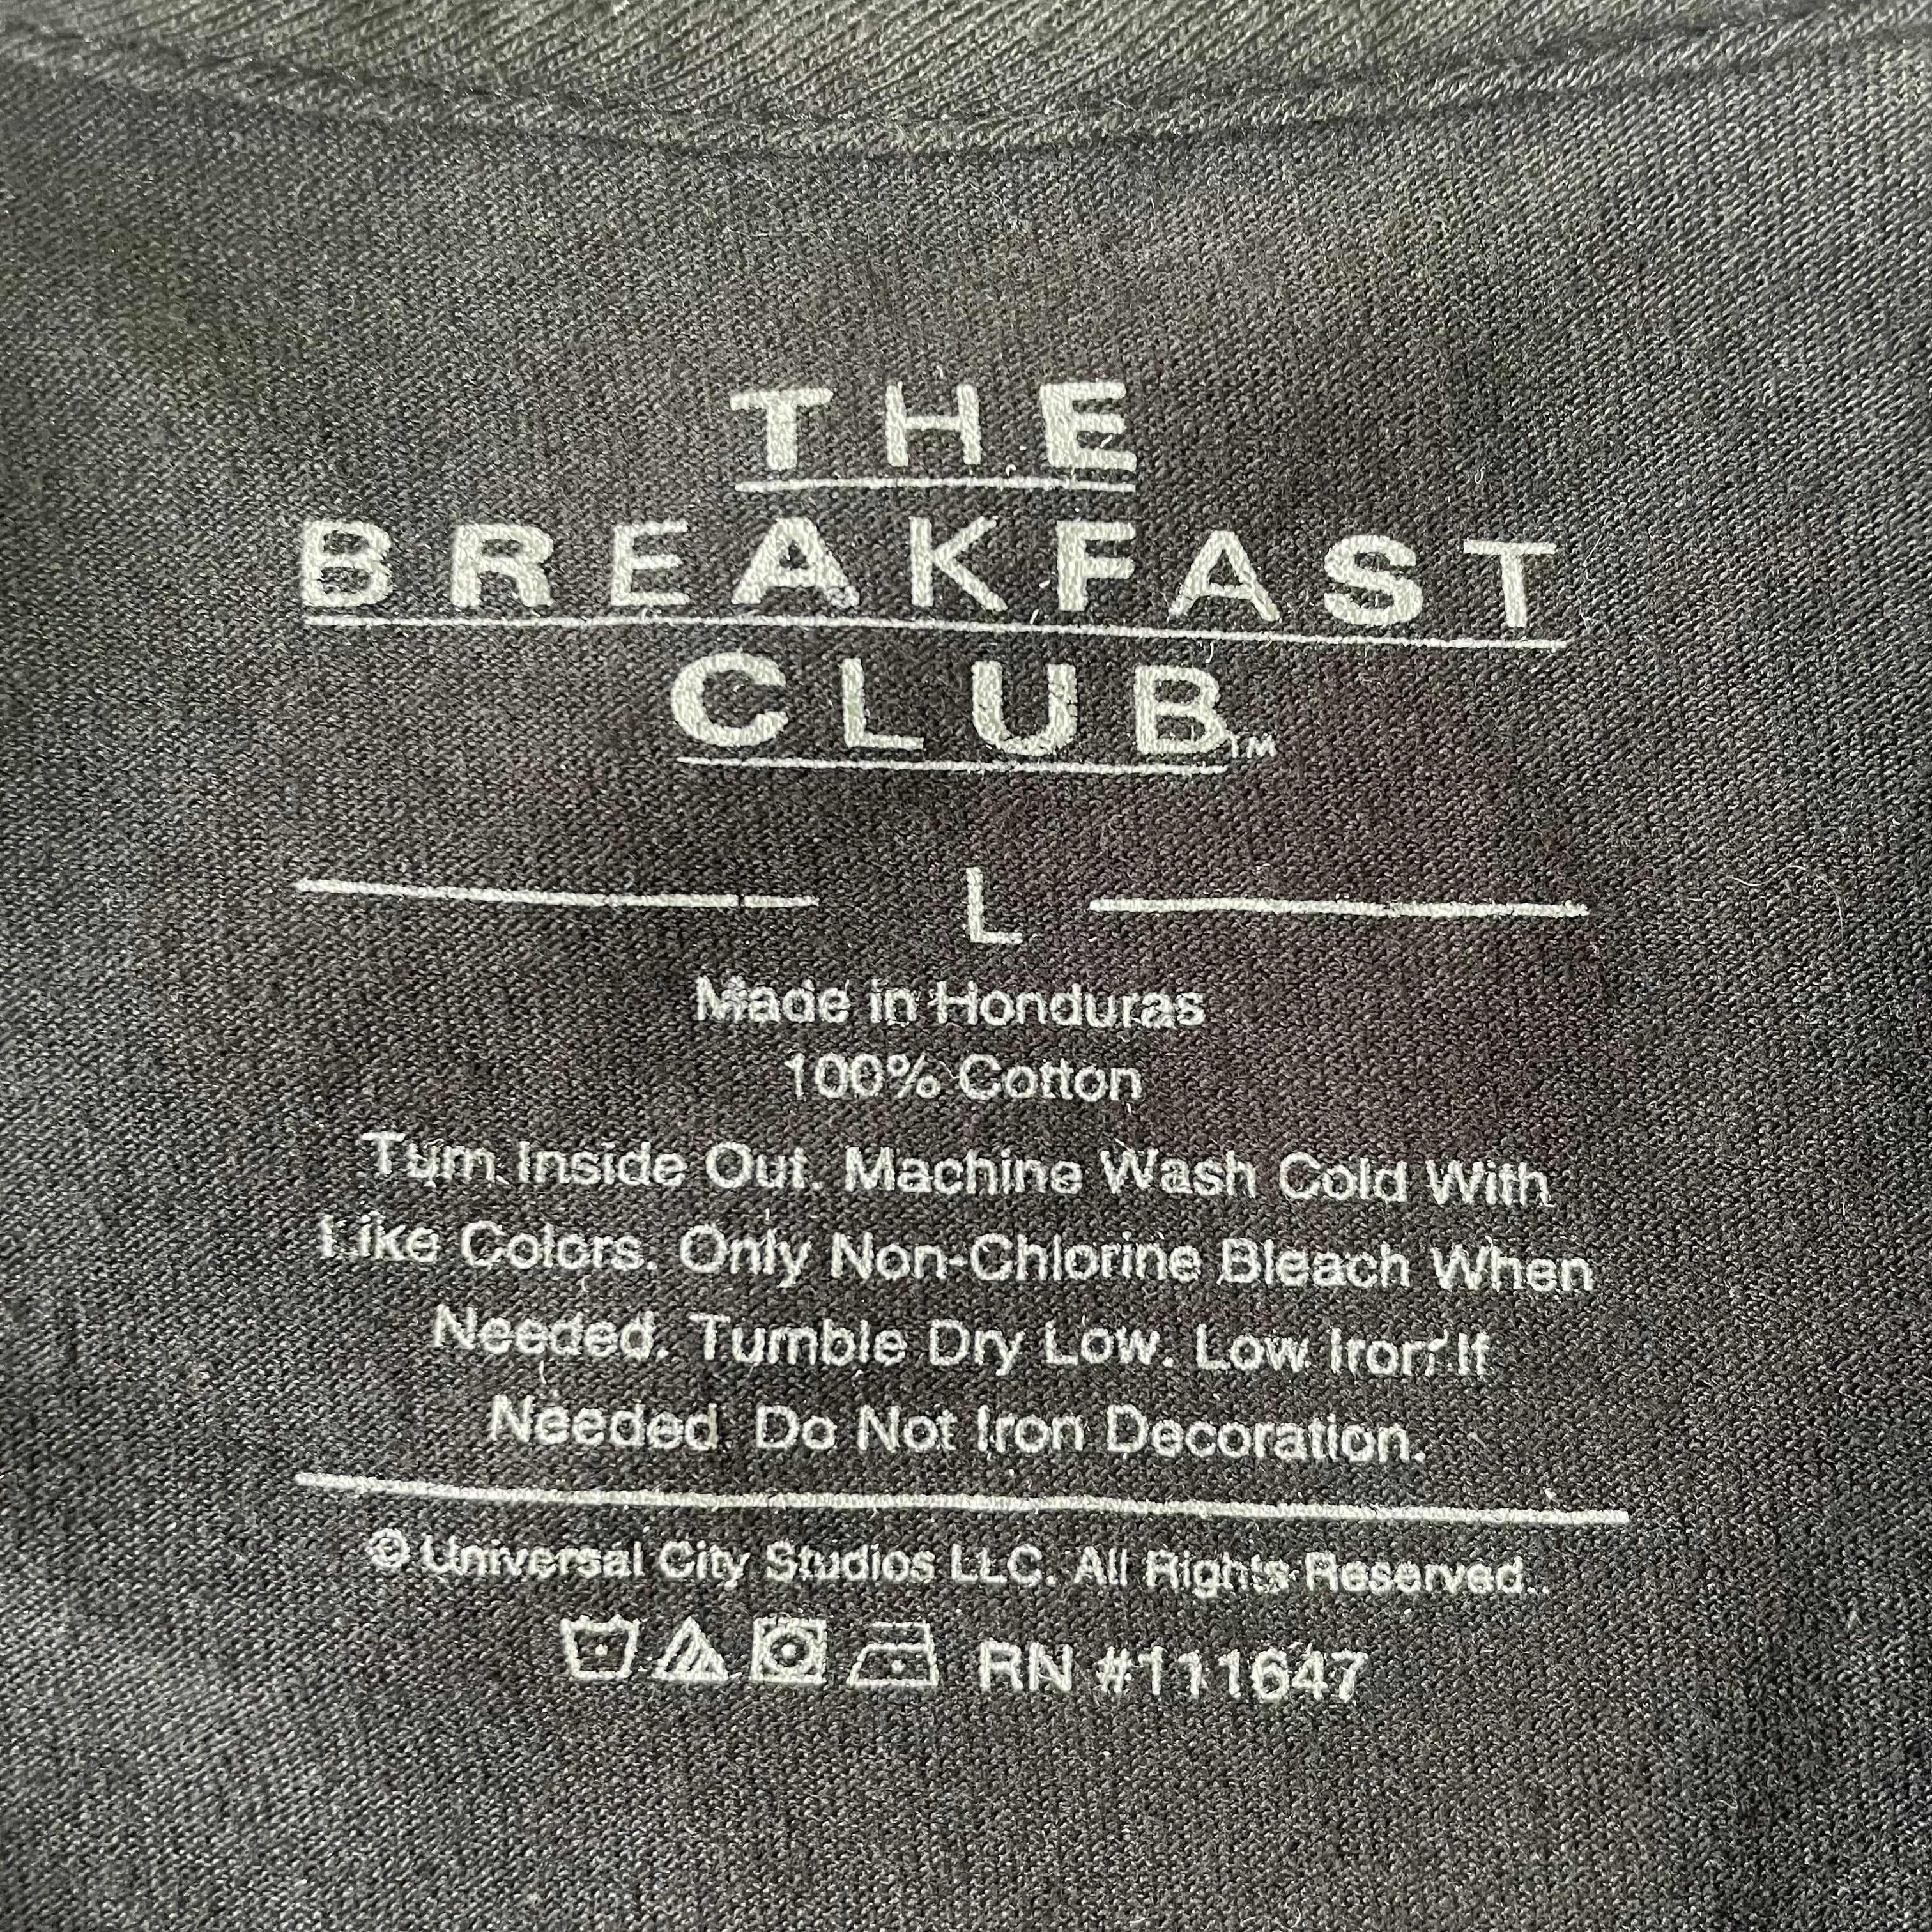 THE
BREAKFAST
CLUB™
L
Made in Honduras
100% Cotton
Turn Inside Out. Machine Wash Cold With
Like Colors. Only Non-Chlorine Bleach When
Needed. Tumble Dry Low. Low Iron If
Needed. Do Not Iron Decoration.
© Universal City Studios LLC. All Rights Reserved.
RN #111647